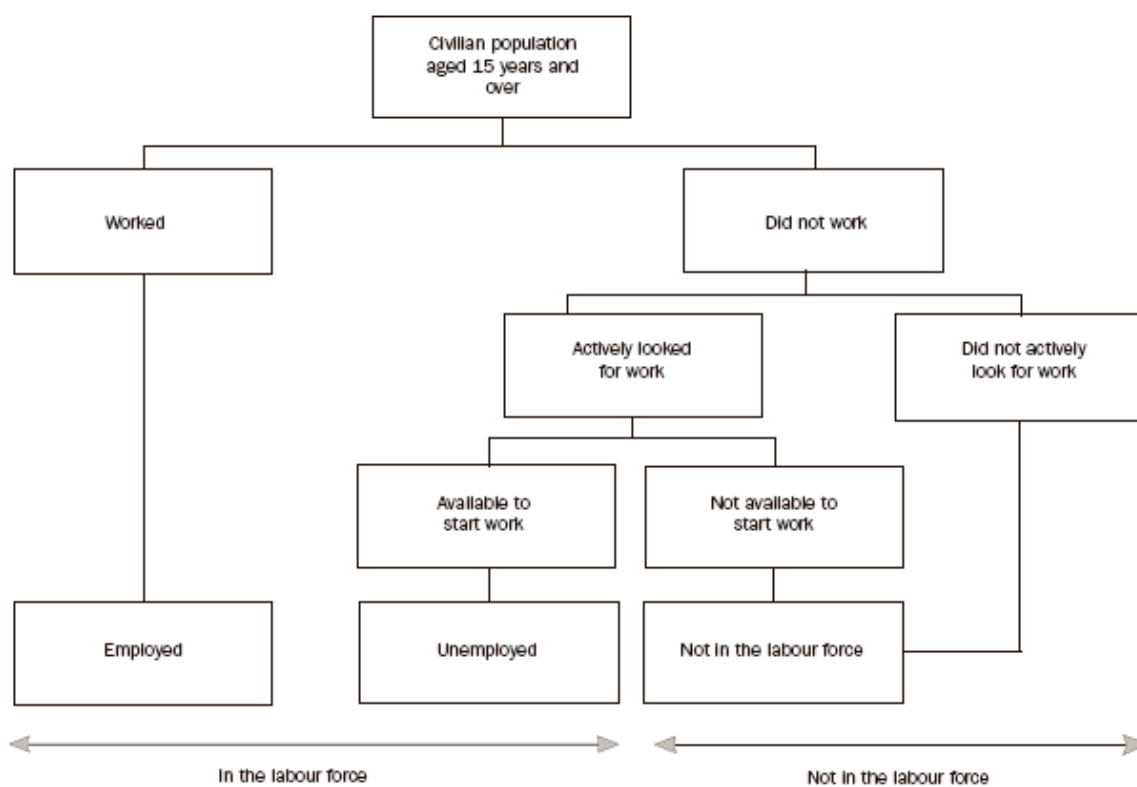 Civilian population
aged 15 years and
over
Worked
Did not work
Actively looked
for work
Did not actively
look for work
Available to
start work
Not available to
start work
Employed
Unemployed
Not in the labour force
In the labour force
Not in the labour force